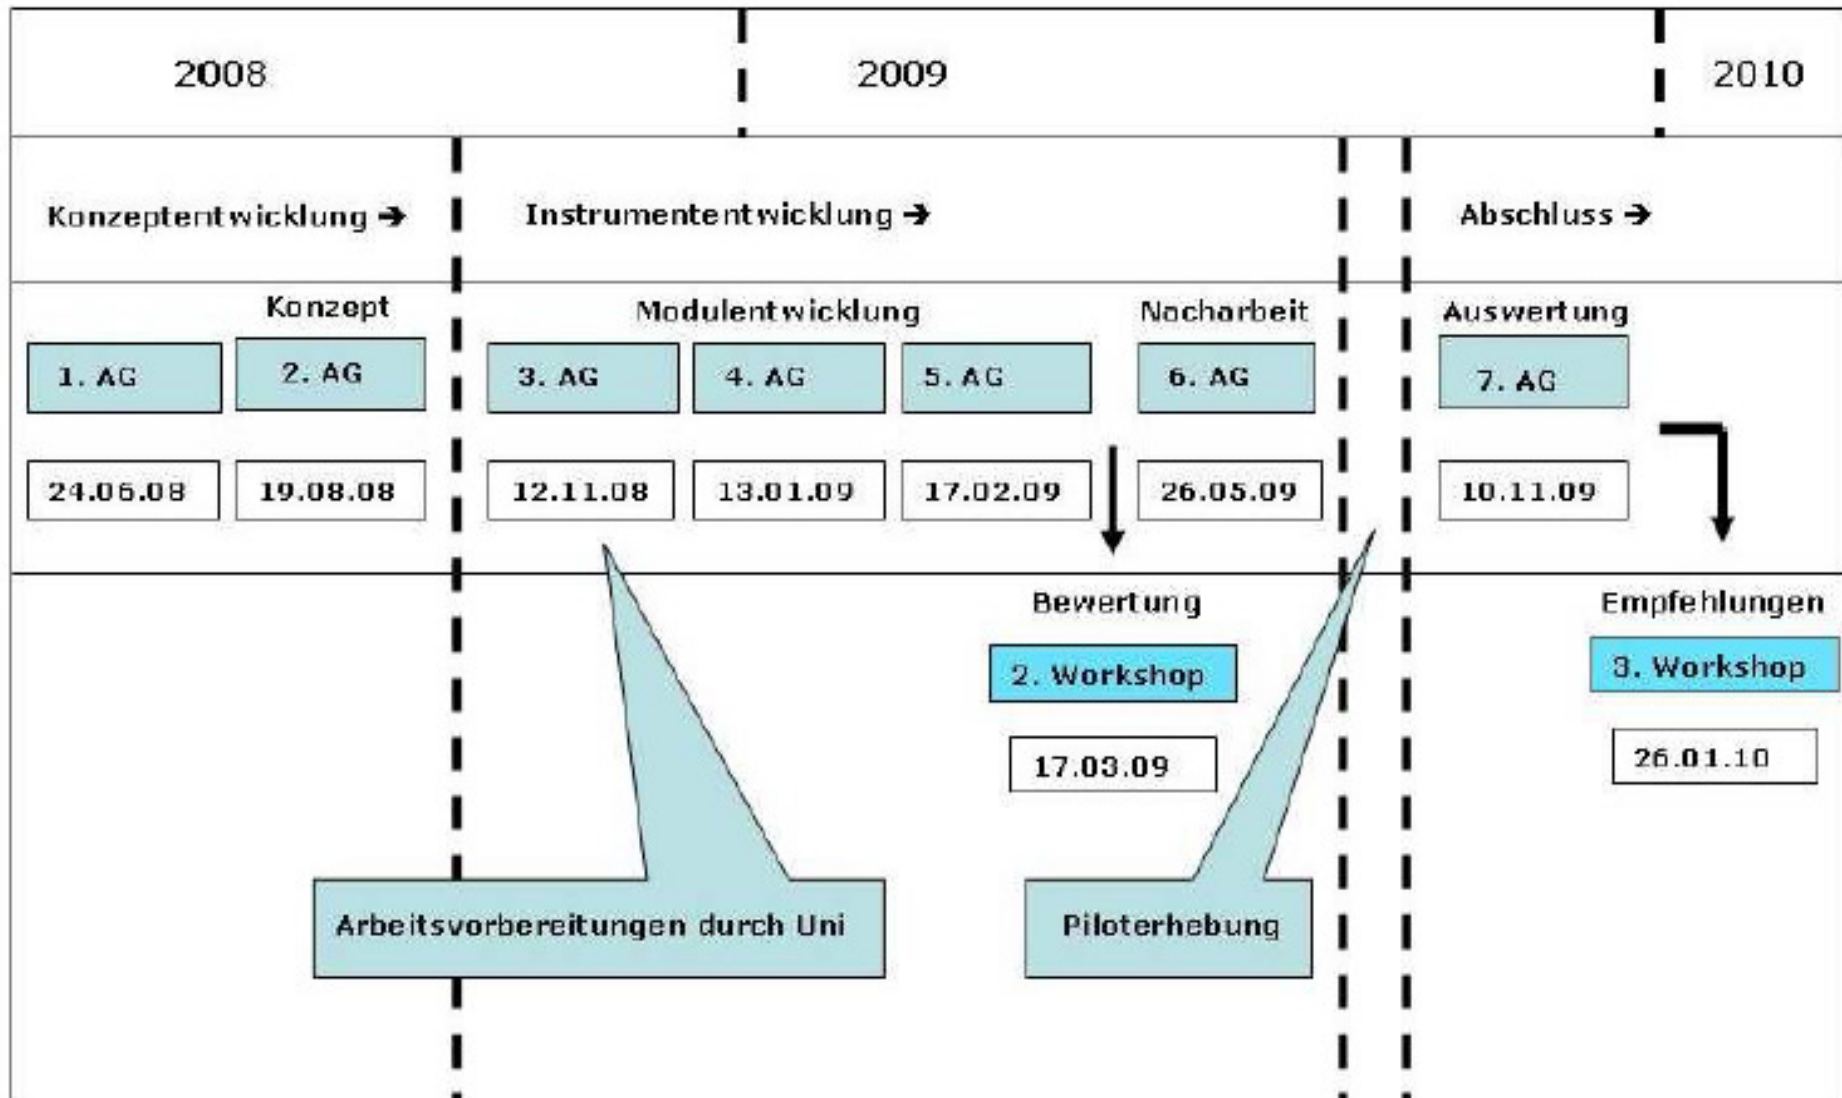 2008
2009
2010
Konzeptentwicklung →
Instrumententwicklung →
Abschluss →
Konzept
Modulentwicklung
Nacharbeit
Auswertung
1. AG
2. AG
3. AG
4. AG
5. AG
6. AG
7. AG
24.06.08
19.08.08
12.11.08
13.01.09
17.02.09
26.05.09
10.11.09
Bewertung
Empfehlungen
2. Workshop
3. Workshop
17.03.09
26.01.10
Arbeitsvorbereitungen durch Uni
Piloterhebung